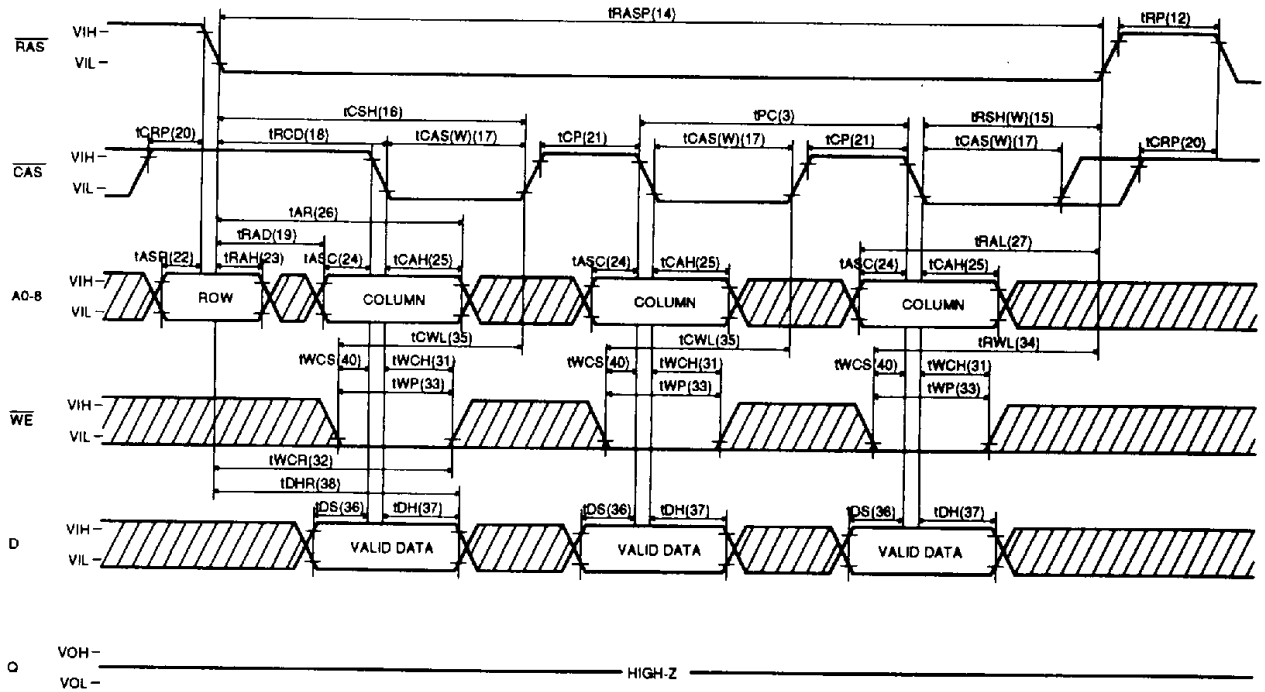 tRASP(14) tRP(12)
RAS VIH
VIL
tCSH(16) tPC(3)
tCRP(20) tRCD(18) tCAS(W)(17) tCP(21) tCAS(W)(17) tCP(21) tRSH(W)(15)
tCAS(W)(17) tCRP(20)
CAS VIH
VIL
tAR(26)
tRAD(19) tRAL(27)
tASR(22) tRAH(23) tASC(24) tCAH(25) tASC(24) tCAH(25) tASC(24) tCAH(25)
A0-8 VIH
VIL
ROW COLUMN COLUMN COLUMN
tCWL(35) tCWL(35) tRWL(34)
tWCS(40) tWCH(31) tWCS(40) tWCH(31) tWCS(40) tWCH(31)
tWP(33) tWP(33) tWP(33)
WE VIH
VIL
tWCR(32)
tDHR(38)
tDS(36) tDH(37) tDS(36) tDH(37) tDS(36) tDH(37)
D VIH
VIL
VALID DATA VALID DATA VALID DATA
Q VOH
VOL
HIGH-Z